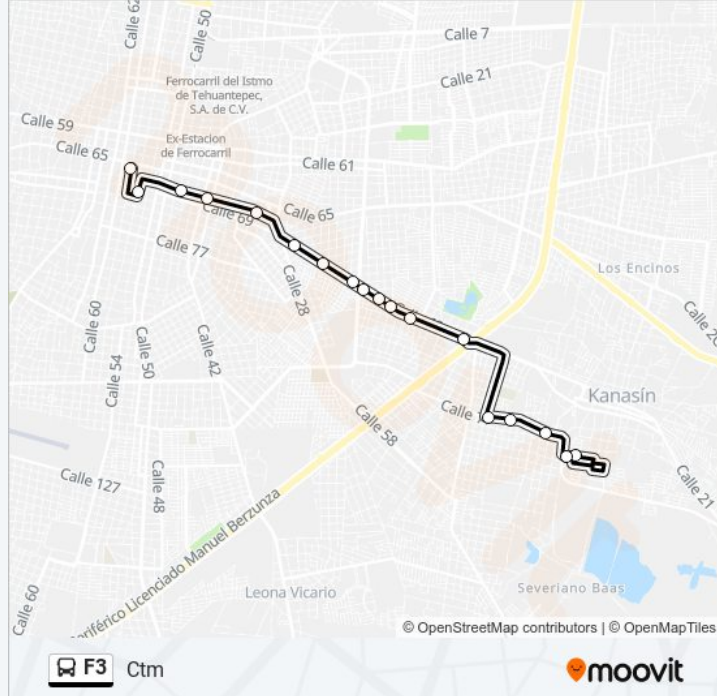 Calle 62
Calle 50
Calle 7
Calle 21
Ferrocarril del Istmo
de Tehuantepec,
S.A. de C.V.
Calle 59
Calle 65
Ex-Estacion
de Ferrocarril
Calle 61
Calle 69
Calle 65
Calle 77
Calle 28
Los Encinos
Calle 60
Calle 54
Calle 50
Calle 42
Kanasín
Calle
Calle 58
Calle 127
Calle 48
Calle 21
eriférico Licenciado Manuel Berzunza
Calle 60
Leona Vicario
Severiano Baas
© OpenStreetMap contributors | © OpenMapTiles
F3 Ctm
moovit